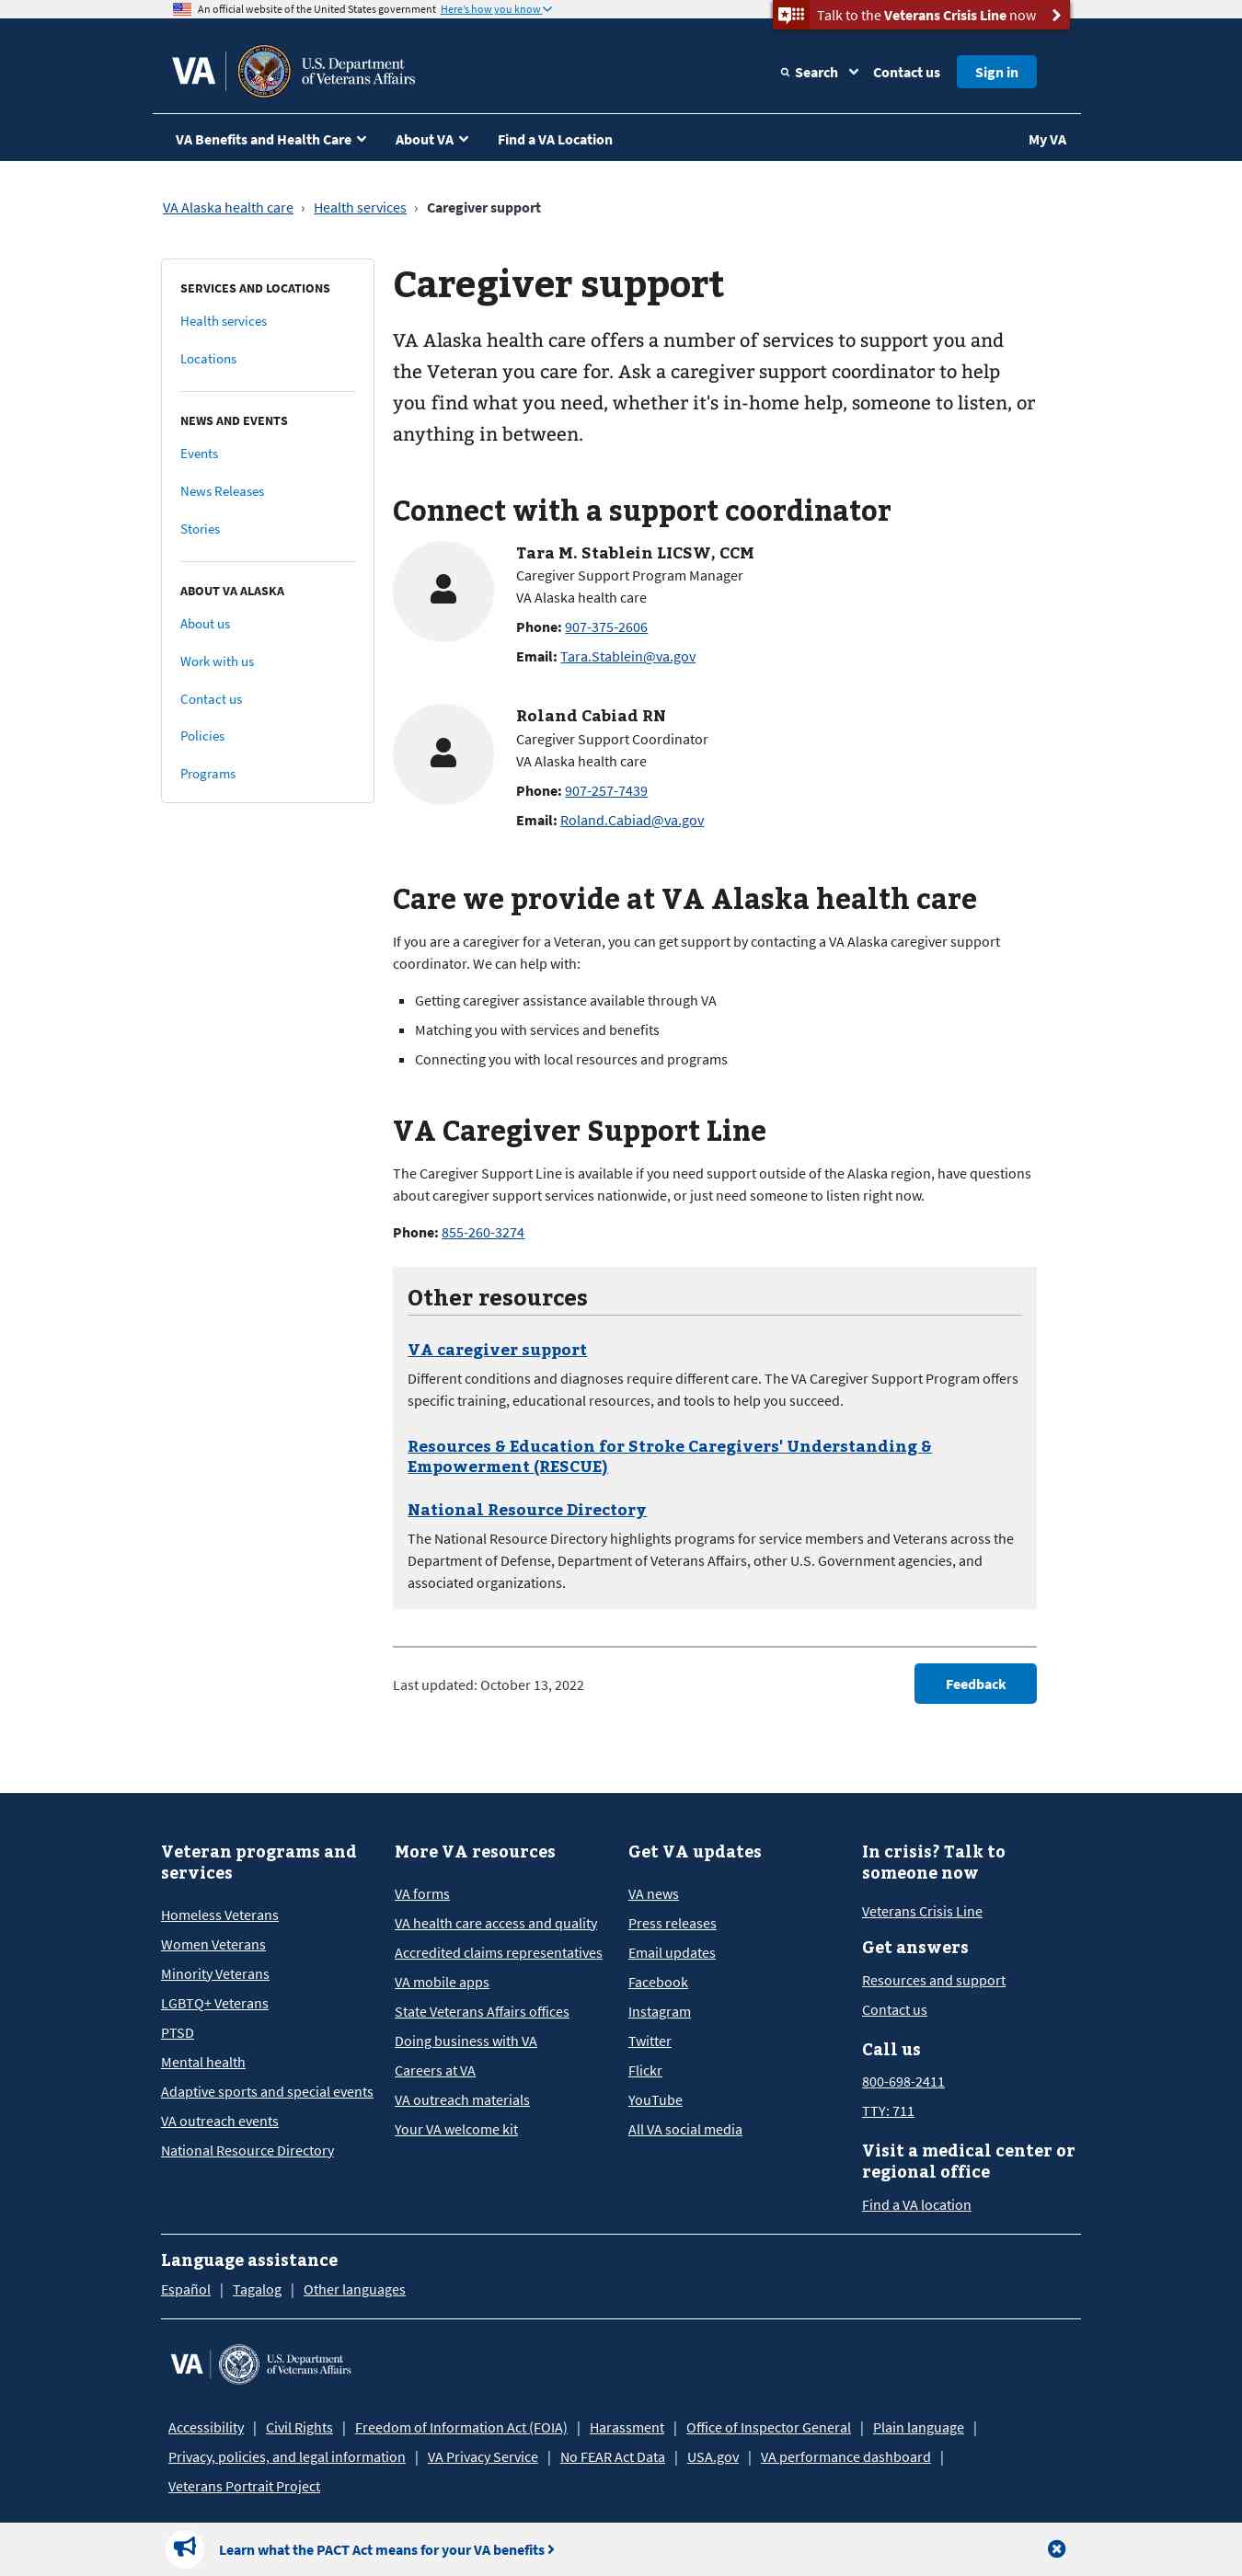 An official website of the United States government Here's how you know
Talk to the Veterans Crisis Line now
VA
U.S. Department
of Veterans Affairs
Search
Contact us
Sign in
VA Benefits and Health Care
About VA
Find a VA Location
My VA
VA Alaska health care › Health services › Caregiver support
SERVICES AND LOCATIONS
Health services
Locations
NEWS AND EVENTS
Events
News Releases
Stories
ABOUT VA ALASKA
About us
Work with us
Contact us
Policies
Programs
Caregiver support
VA Alaska health care offers a number of services to support you and
the Veteran you care for. Ask a caregiver support coordinator to help
you find what you need, whether it's in-home help, someone to listen, or
anything in between.
Connect with a support coordinator
Tara M. Stablein LICSW, CCM
Caregiver Support Program Manager
VA Alaska health care
Phone: 907-375-2606
Email: Tara.Stablein@va.gov
Roland Cabiad RN
Caregiver Support Coordinator
VA Alaska health care
Phone: 907-257-7439
Email: Roland.Cabiad@va.gov
Care we provide at VA Alaska health care
If you are a caregiver for a Veteran, you can get support by contacting a VA Alaska caregiver support
coordinator. We can help with:
▪ Getting caregiver assistance available through VA
▪ Matching you with services and benefits
▪ Connecting you with local resources and programs
VA Caregiver Support Line
The Caregiver Support Line is available if you need support outside of the Alaska region, have questions
about caregiver support services nationwide, or just need someone to listen right now.
Phone: 855-260-3274
Other resources
VA caregiver support
Different conditions and diagnoses require different care. The VA Caregiver Support Program offers
specific training, educational resources, and tools to help you succeed.
Resources & Education for Stroke Caregivers' Understanding &
Empowerment (RESCUE)
National Resource Directory
The National Resource Directory highlights programs for service members and Veterans across the
Department of Defense, Department of Veterans Affairs, other U.S. Government agencies, and
associated organizations.
Last updated: October 13, 2022
Feedback
Veteran programs and
services
Homeless Veterans
Women Veterans
Minority Veterans
LGBTQ+ Veterans
PTSD
Mental health
Adaptive sports and special events
VA outreach events
National Resource Directory
More VA resources
VA forms
VA health care access and quality
Accredited claims representatives
VA mobile apps
State Veterans Affairs offices
Doing business with VA
Careers at VA
VA outreach materials
Your VA welcome kit
Get VA updates
VA news
Press releases
Email updates
Facebook
Instagram
Twitter
Flickr
YouTube
All VA social media
In crisis? Talk to
someone now
Veterans Crisis Line
Get answers
Resources and support
Contact us
Call us
800-698-2411
TTY: 711
Visit a medical center or
regional office
Find a VA location
Language assistance
Español | Tagalog | Other languages
VA
U.S. Department
of Veterans Affairs
Accessibility | Civil Rights | Freedom of Information Act (FOIA) | Harassment | Office of Inspector General | Plain language |
Privacy, policies, and legal information | VA Privacy Service | No FEAR Act Data | USA.gov | VA performance dashboard |
Veterans Portrait Project
Learn what the PACT Act means for your VA benefits